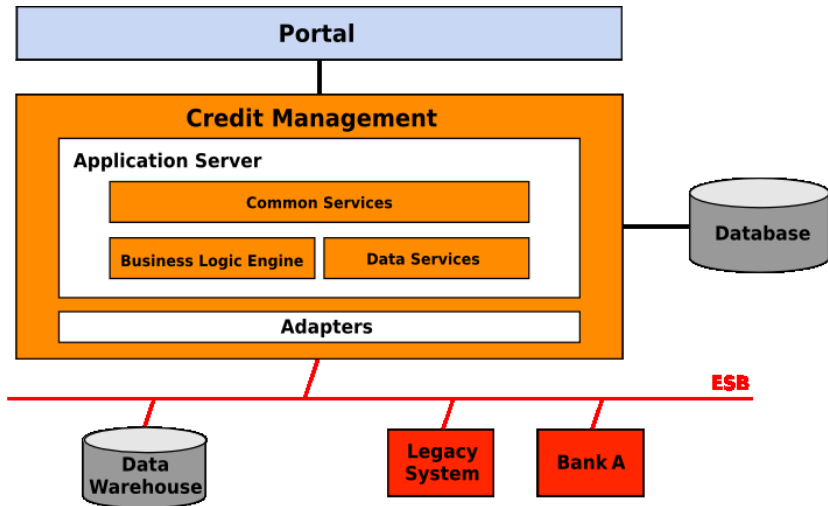 Portal
Credit Management
Application Server
Common Services
Business Logic Engine
Data Services
Database
Adapters
ESB
Data
Warehouse
Legacy
System
Bank A